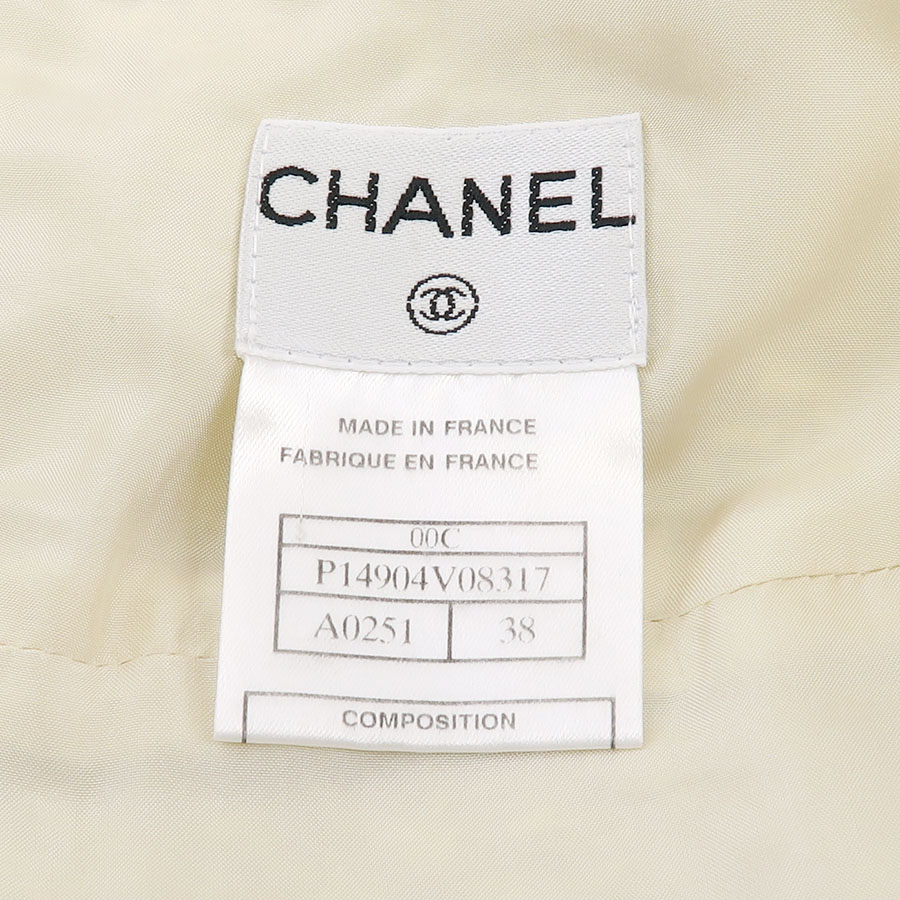 CHANEL
MADE IN FRANCE
FABRIQUE EN FRANCE
00C
P14904V08317
A0251 38
COMPOSITION